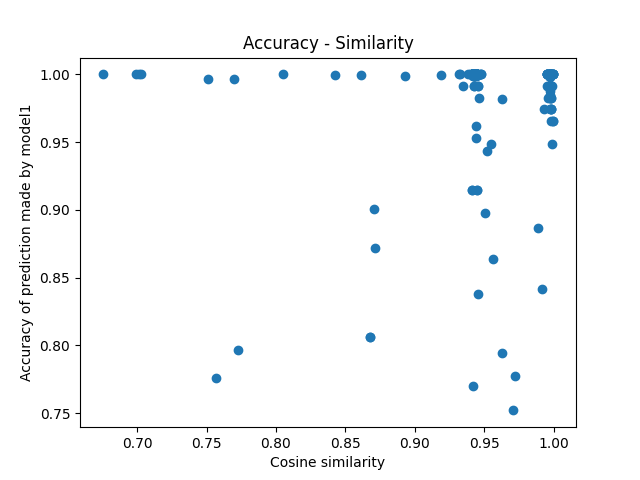 Accuracy - Similarity
Accuracy of prediction made by model1
1.00
0.95
0.90
0.85
0.80
0.75
0.70 0.75 0.80 0.85 0.90 0.95 1.00
Cosine similarity